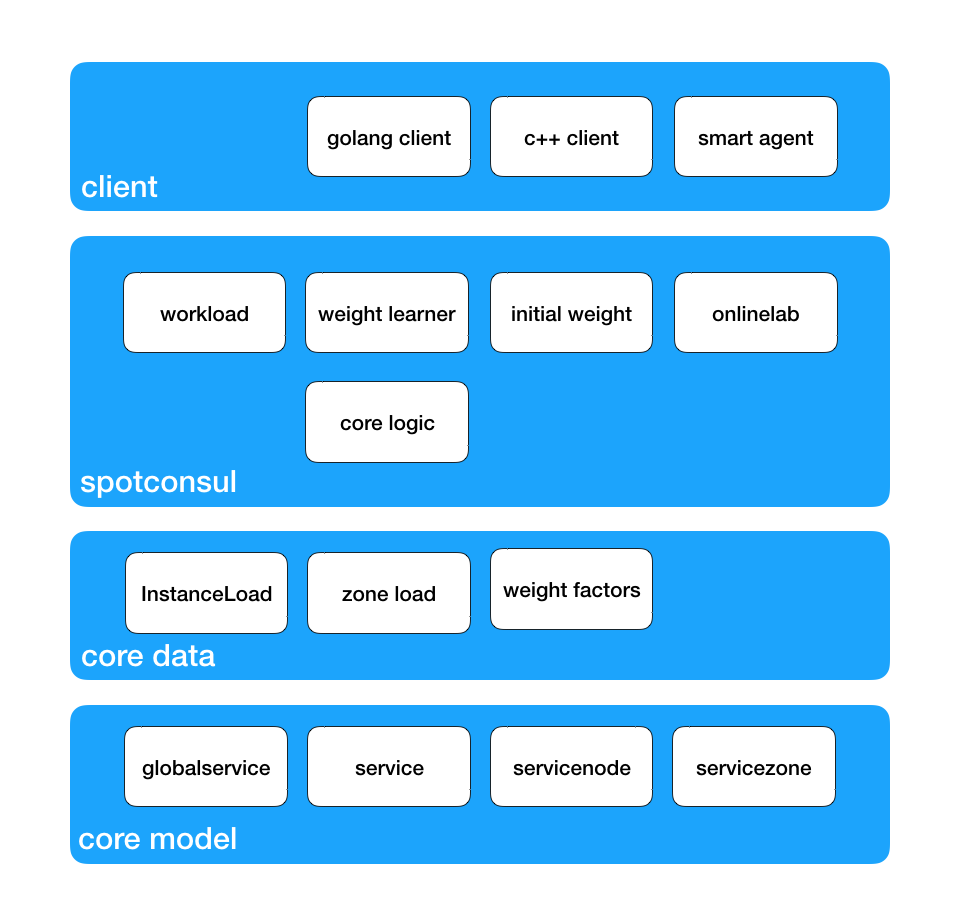 golang client
c++ client
smart agent
client
workload
weight learner
initial weight
onlinelab
core logic
spotconsul
InstanceLoad
zone load
weight factors
core data
globalservice
service
servicenode
servicezone
core model